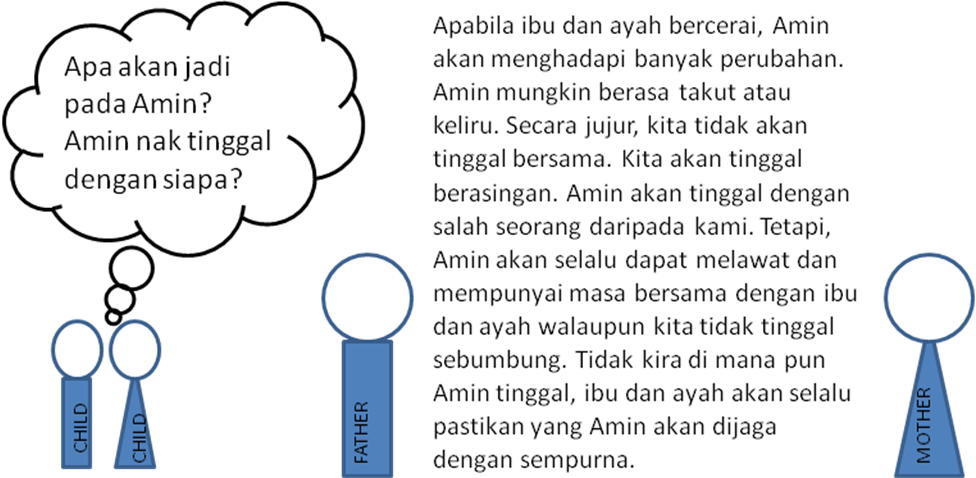 Apa akan jadi
pada Amin?
Amin nak tinggal
dengan siapa?
Apabila ibu dan ayah bercerai, Amin
akan menghadapi banyak perubahan.
Amin mungkin berasa takut atau
keliru. Secara jujur, kita tidak akan
tinggal bersama. Kita akan tinggal
berasingan. Amin akan tinggal dengan
salah seorang daripada kami. Tetapi,
Amin akan selalu dapat melawat dan
mempunyai masa bersama dengan ibu
dan ayah walaupun kita tidak tinggal
sebumbung. Tidak kira di mana pun
Amin tinggal, ibu dan ayah akan selalu
pastikan yang Amin akan dijaga
dengan sempurna.
CHILD
CHILD
FATHER
MOTHER